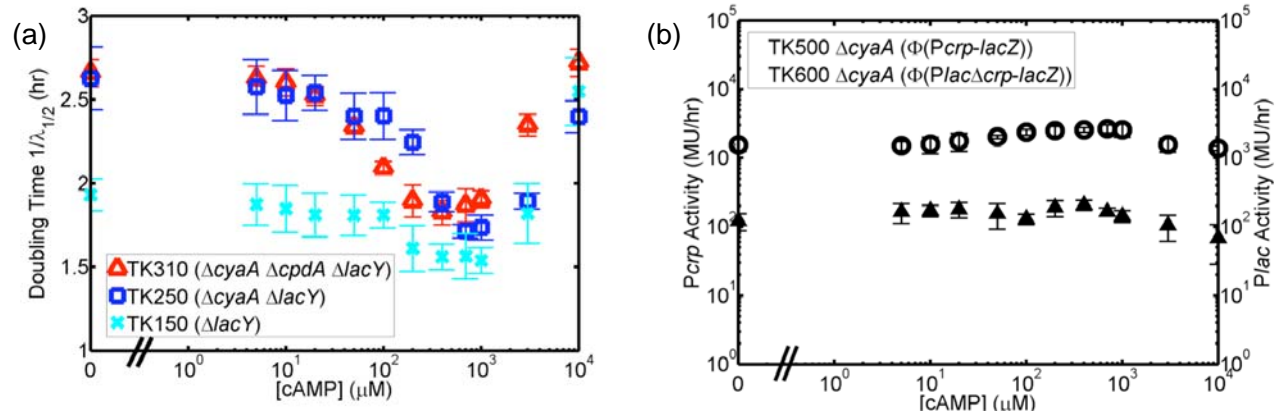 (a)
Doubling Time 1/λ1/2 (hr)
3
2.5
2
1.5
1
0
10^0
10^1
10^2
10^3
10^4
[cAMP] (μM)
TK310 (ΔcyaA ΔcpdA ΔlacY)
TK250 (ΔcyaA ΔlacY)
TK150 (ΔlacY)
(b)
Pcrp Activity (MU/hr)
10^5
10^4
10^3
10^2
10^1
10^0
TK500 ΔcyaA (Φ(Pcrp-lacZ))
TK600 ΔcyaA (Φ(PlacΔcrp-lacZ))
0
10^0
10^1
10^2
10^3
10^4
[cAMP] (μM)
10^5
10^4
10^3
10^2
10^1
10^0
Plac Activity (MU/hr)